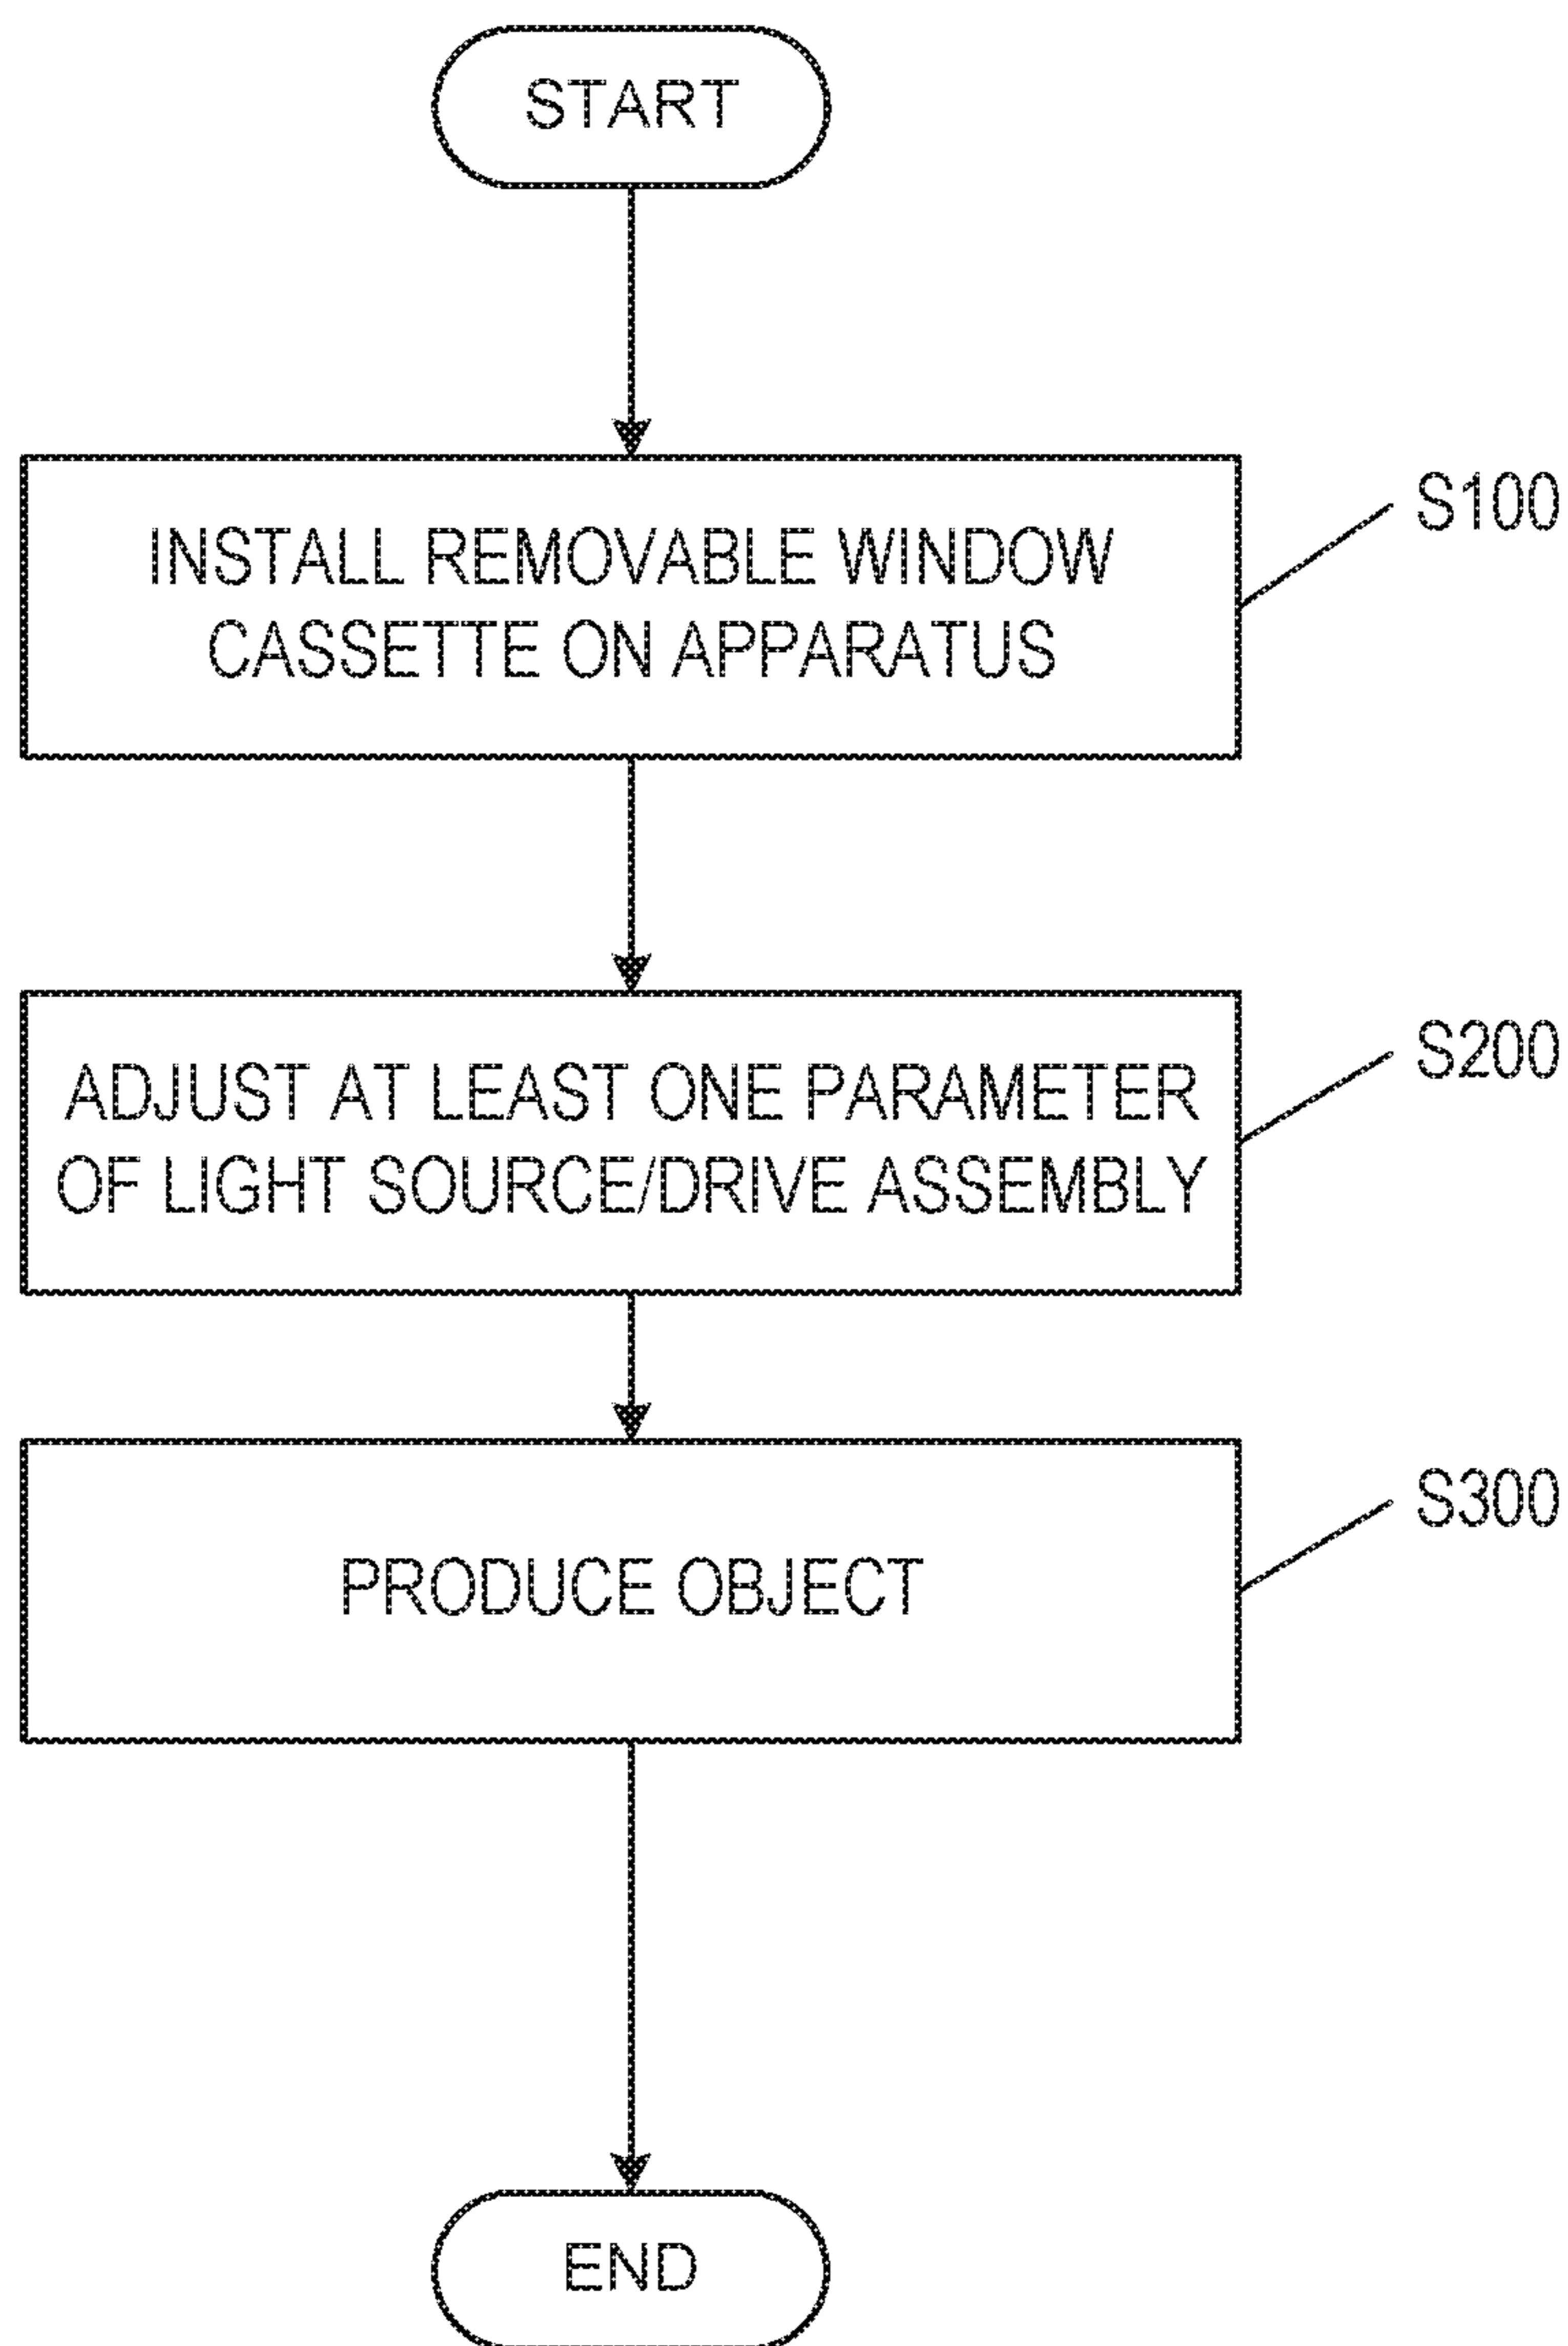 START
INSTALL REMOVABLE WINDOW
CASSETTE ON APPARATUS
S100
ADJUST AT LEAST ONE PARAMETER
OF LIGHT SOURCE/DRIVE ASSEMBLY
S200
PRODUCE OBJECT
S300
END